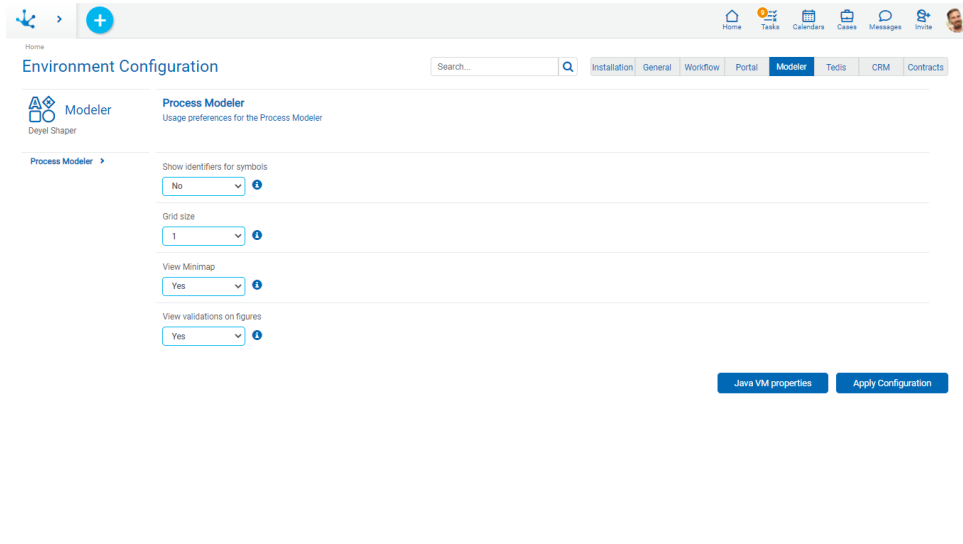 9
Home
Tasks
Calendars
Cases
Messages
Invite
Home
Environment Configuration
Search...
Installation
General
Workflow
Portal
Modeler
Tedis
CRM
Contracts
Modeler
Deyel Shaper
Process Modeler
Process Modeler
Usage preferences for the Process Modeler
Show identifiers for symbols
No
Grid size
1
View Minimap
Yes
View validations on figures
Yes
Java VM properties
Apply Configuration